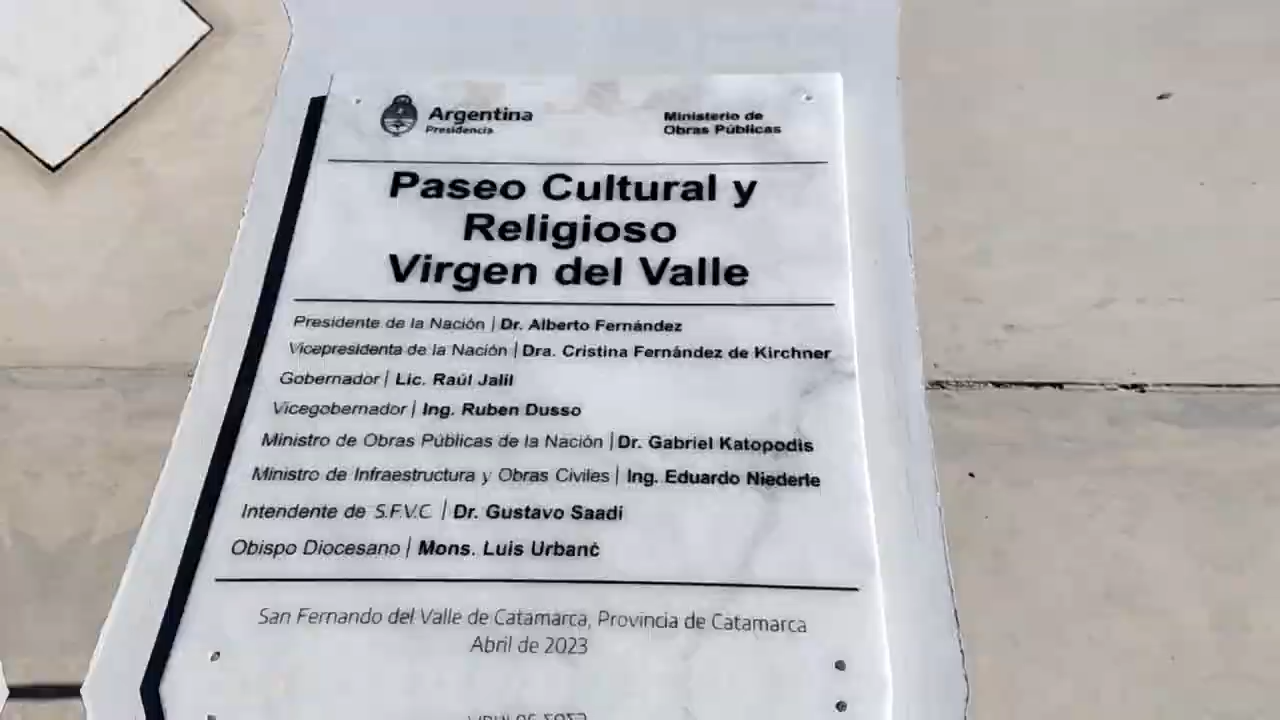 Argentina
Presidencia
Ministerio de
Obras Públicas
Paseo Cultural y
Religioso
Virgen del Valle
Presidente de la Nación | Dr. Alberto Fernández
Vicepresidenta de la Nación | Dra. Cristina Fernández de Kirchner
Gobernador | Lic. Raúl Jalil
Vicegobernador | Ing. Ruben Dusso
Ministro de Obras Públicas de la Nación | Dr. Gabriel Katopodis
Ministro de Infraestructura y Obras Civiles | Ing. Eduardo Niederle
Intendente de S.F.V.C | Dr. Gustavo Saadi
Obispo Diocesano | Mons. Luis Urbanč
San Fernando del Valle de Catamarca, Provincia de Catamarca
Abril de 2023